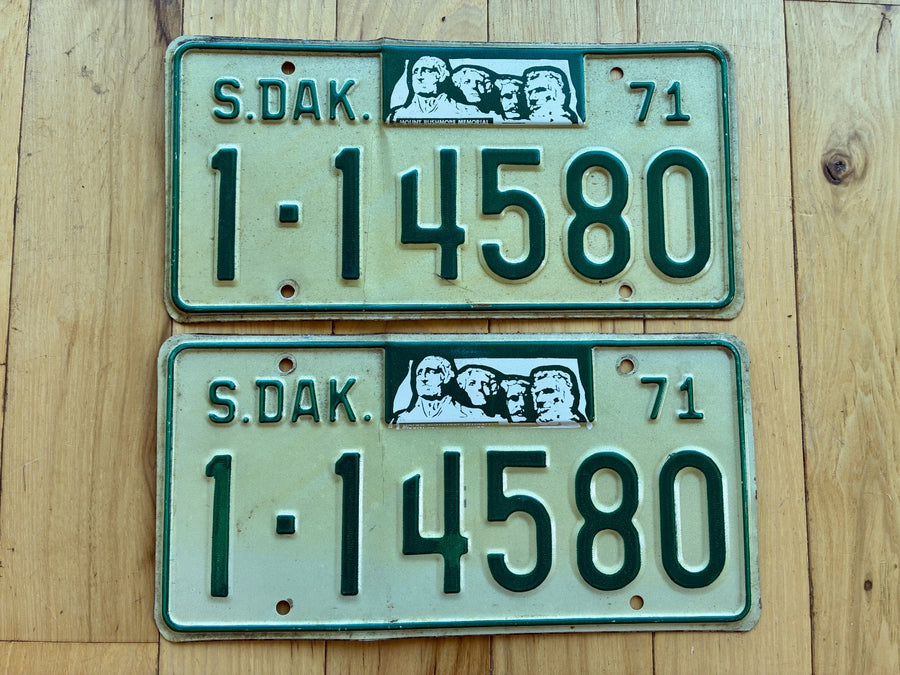 S.DAK. 71
MOUNT RUSHMORE MEMORIAL
1·14580
S.DAK. 71
1·14580